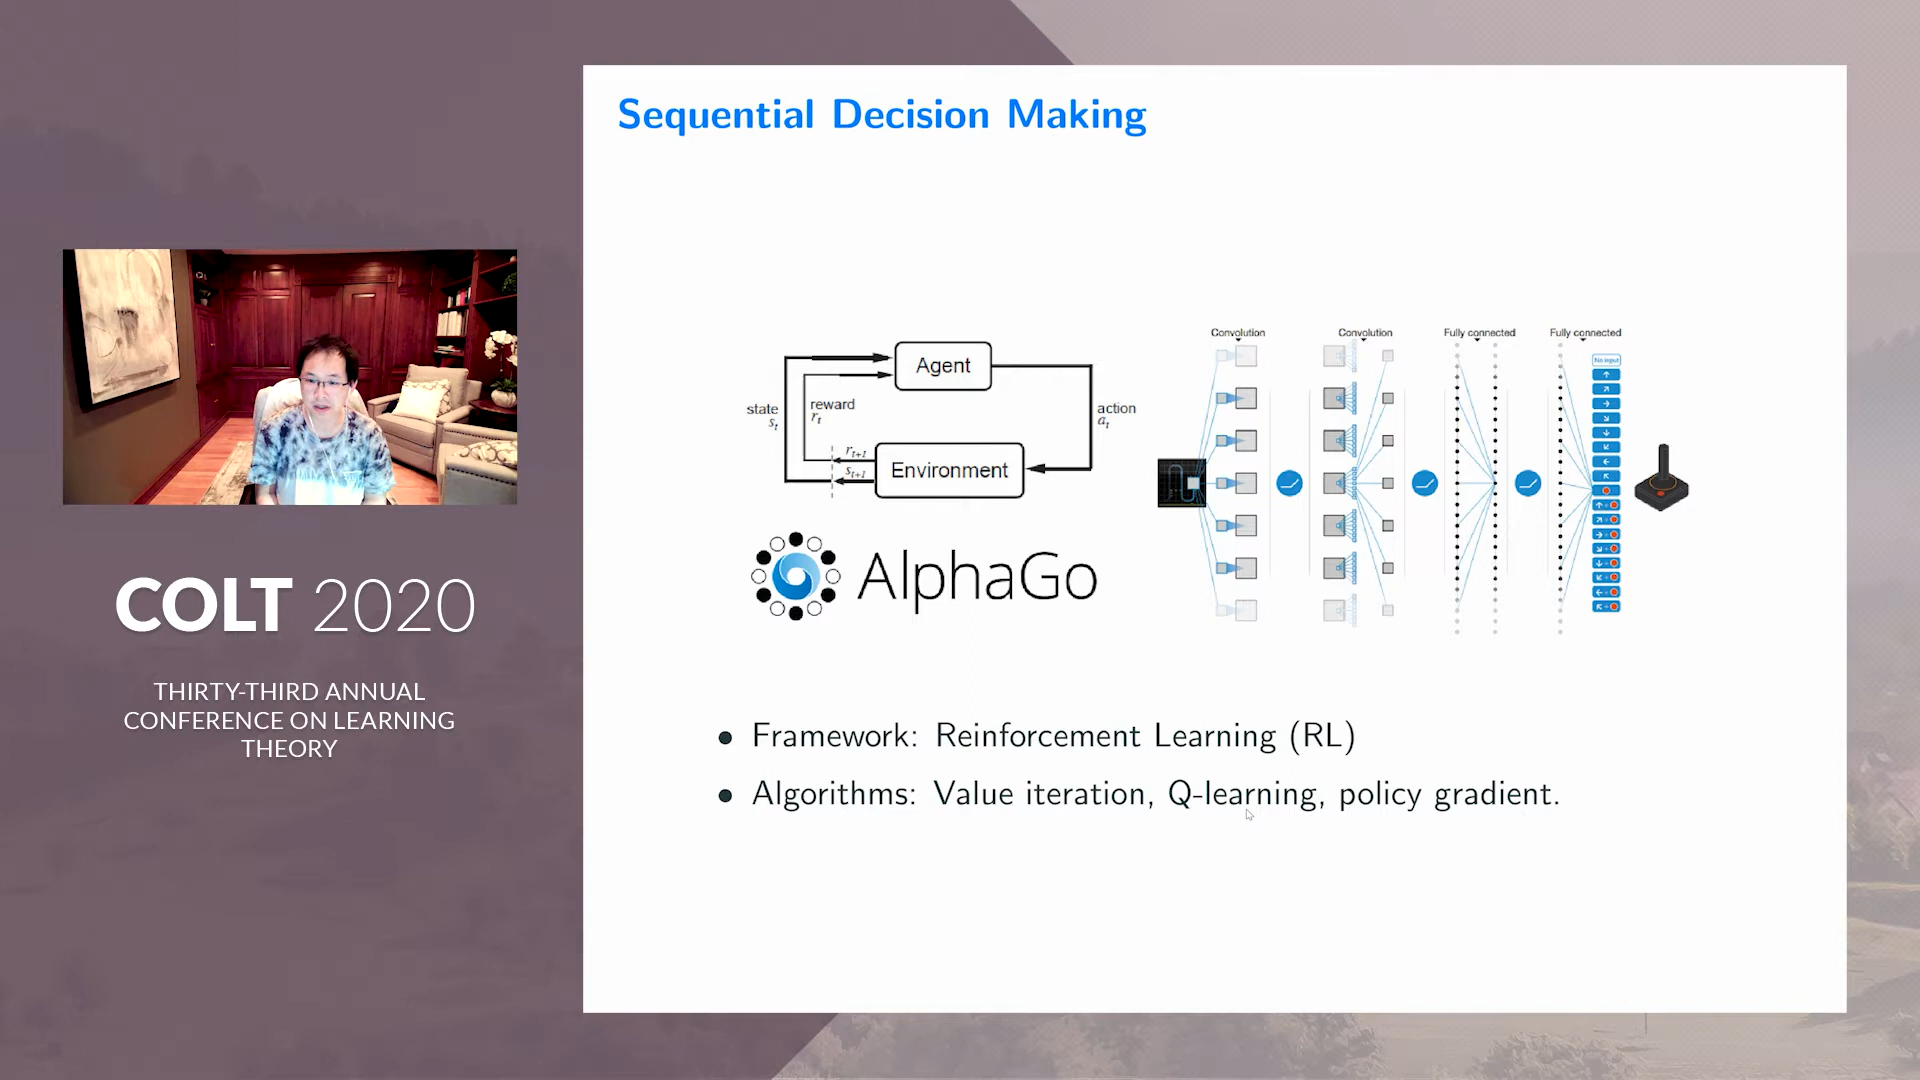 Sequential Decision Making
Agent
state
s_t
reward
r_t
action
a_t
r_{t+1}
s_{t+1}
Environment
AlphaGo
Convolution
Convolution
Fully connected
Fully connected
No input
• Framework: Reinforcement Learning (RL)
• Algorithms: Value iteration, Q-learning, policy gradient.
COLT 2020
THIRTY-THIRD ANNUAL
CONFERENCE ON LEARNING
THEORY